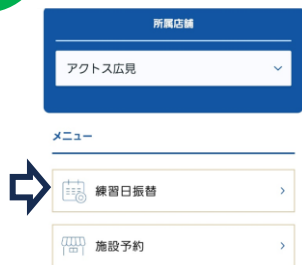 所属店舗
アクトス広見
メニュー
練習日振替
施設予約